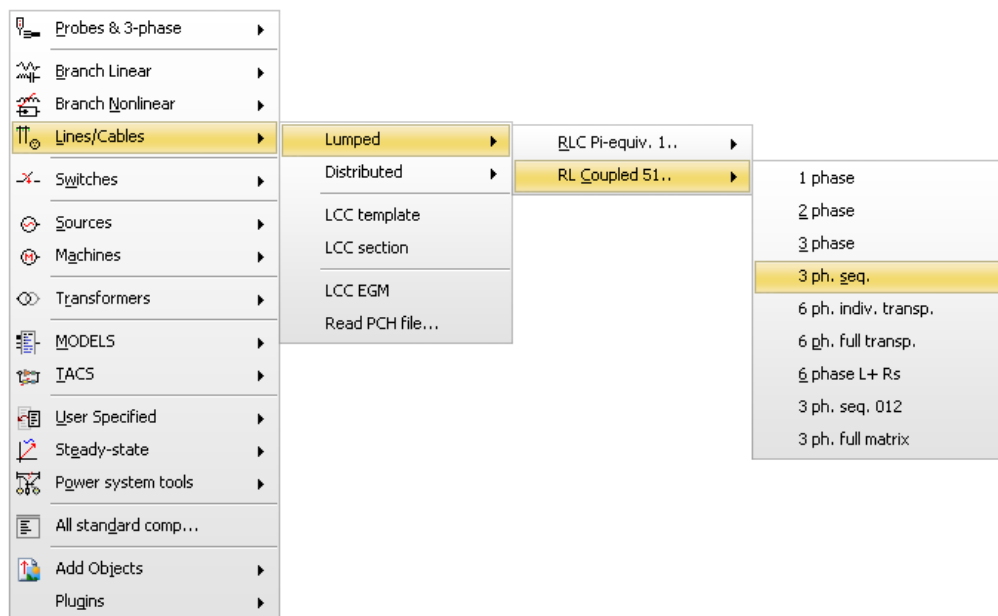 Probes & 3-phase
Branch Linear
Branch Nonlinear
Lines/Cables
Switches
Sources
Machines
Transformers
MODELS
TACS
User Specified
Steady-state
Power system tools
All standard comp...
Add Objects
Plugins
Lumped
Distributed
LCC template
LCC section
LCC EGM
Read PCH file...
RLC Pi-equiv. 1..
RL Coupled 51..
1 phase
2 phase
3 phase
3 ph. seq.
6 ph. indiv. transp.
6 ph. full transp.
6 phase L+ Rs
3 ph. seq. 012
3 ph. full matrix